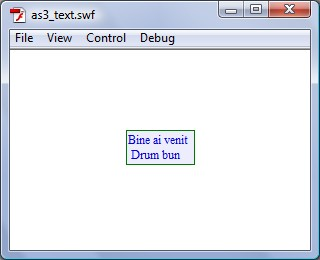 as3_text.swf
File View Control Debug
Bine ai venit
Drum bun